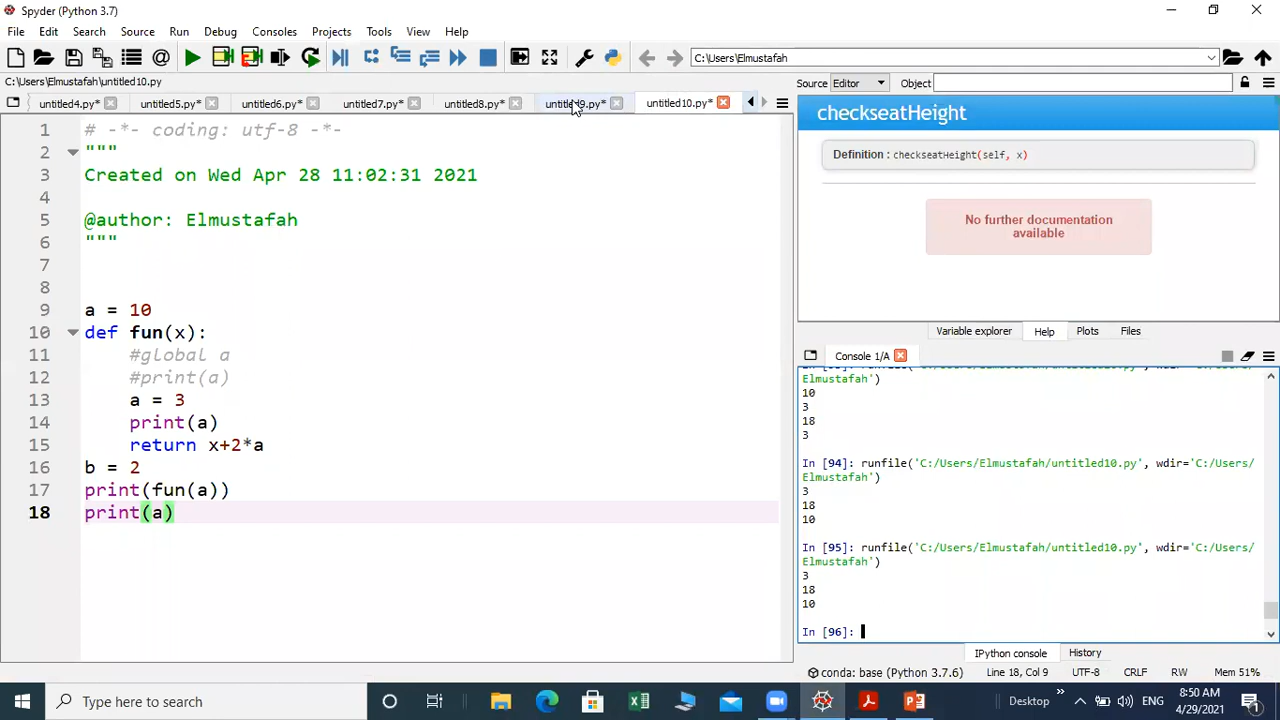 Spyder (Python 3.7)
File Edit Search Source Run Debug Consoles Projects Tools View Help
C:\Users\Elmustafah
C:\Users\Elmustafah\untitled10.py
untitled4.py* untitled5.py* untitled6.py* untitled7.py* untitled8.py* untitled9.py* untitled10.py*
Source Editor Object
1 # -*- coding: utf-8 -*-
2 """
3 Created on Wed Apr 28 11:02:31 2021
4
5 @author: Elmustafah
6 """
7
8
9 a = 10
10 def fun(x):
11 #global a
12 #print(a)
13 a = 3
14 print(a)
15 return x+2*a
16 b = 2
17 print(fun(a))
18 print(a)
checkseatHeight
Definition : checkseatHeight(self, x)
No further documentation
available
Variable explorer Help Plots Files
Console 1/A
Elmustafah')
10
3
18
3
In [94]: runfile('C:/Users/Elmustafah/untitled10.py', wdir='C:/Users/
Elmustafah')
3
18
10
In [95]: runfile('C:/Users/Elmustafah/untitled10.py', wdir='C:/Users/
Elmustafah')
3
18
10
In [96]:
IPython console History
conda: base (Python 3.7.6) Line 18, Col 9 UTF-8 CRLF RW Mem 51%
Type here to search
Desktop ENG
8:50 AM
4/29/2021